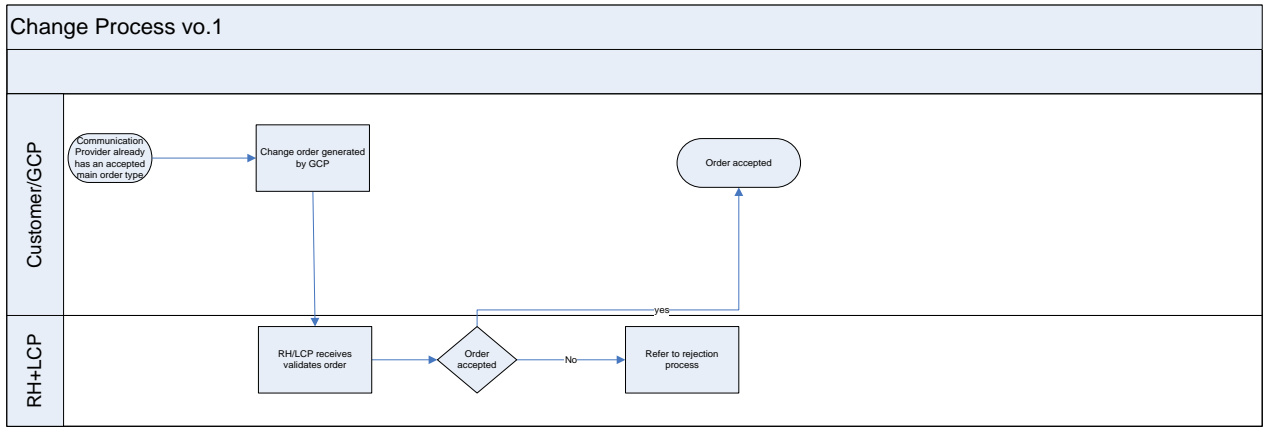 Change Process vo.1
Customer/GCP
Communication
Provider already
has an accepted
main order type
Change order generated
by GCP
Order accepted
yes
RH+LCP
RH/LCP receives
validates order
Order
accepted
No
Refer to rejection
process